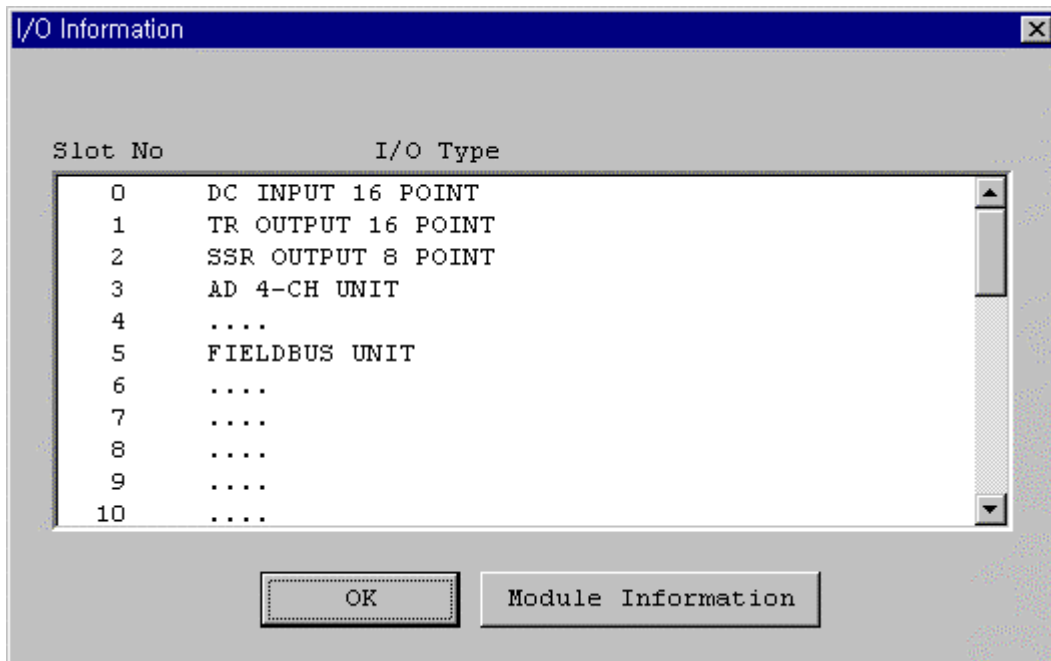 I/O Information
Slot No I/O Type
0 DC INPUT 16 POINT
1 TR OUTPUT 16 POINT
2 SSR OUTPUT 8 POINT
3 AD 4-CH UNIT
4 ....
5 FIELDBUS UNIT
6 ....
7 ....
8 ....
9 ....
10 ....
OK Module Information